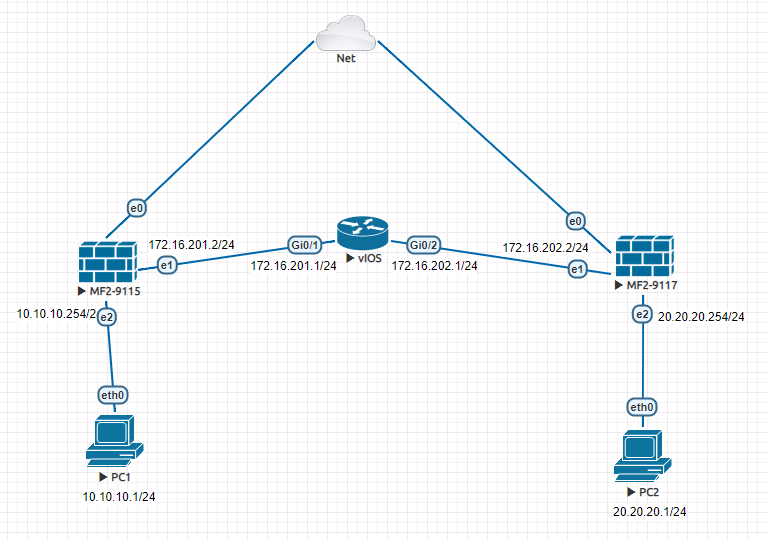 Net
e0
e0
172.16.201.2/24
Gi0/1
Gi0/2
172.16.202.2/24
e1
172.16.201.1/24
vIOS
172.16.202.1/24
e1
MF2-9115
MF2-9117
10.10.10.254/2
e2
e2
20.20.20.254/24
eth0
eth0
PC1
10.10.10.1/24
PC2
20.20.20.1/24